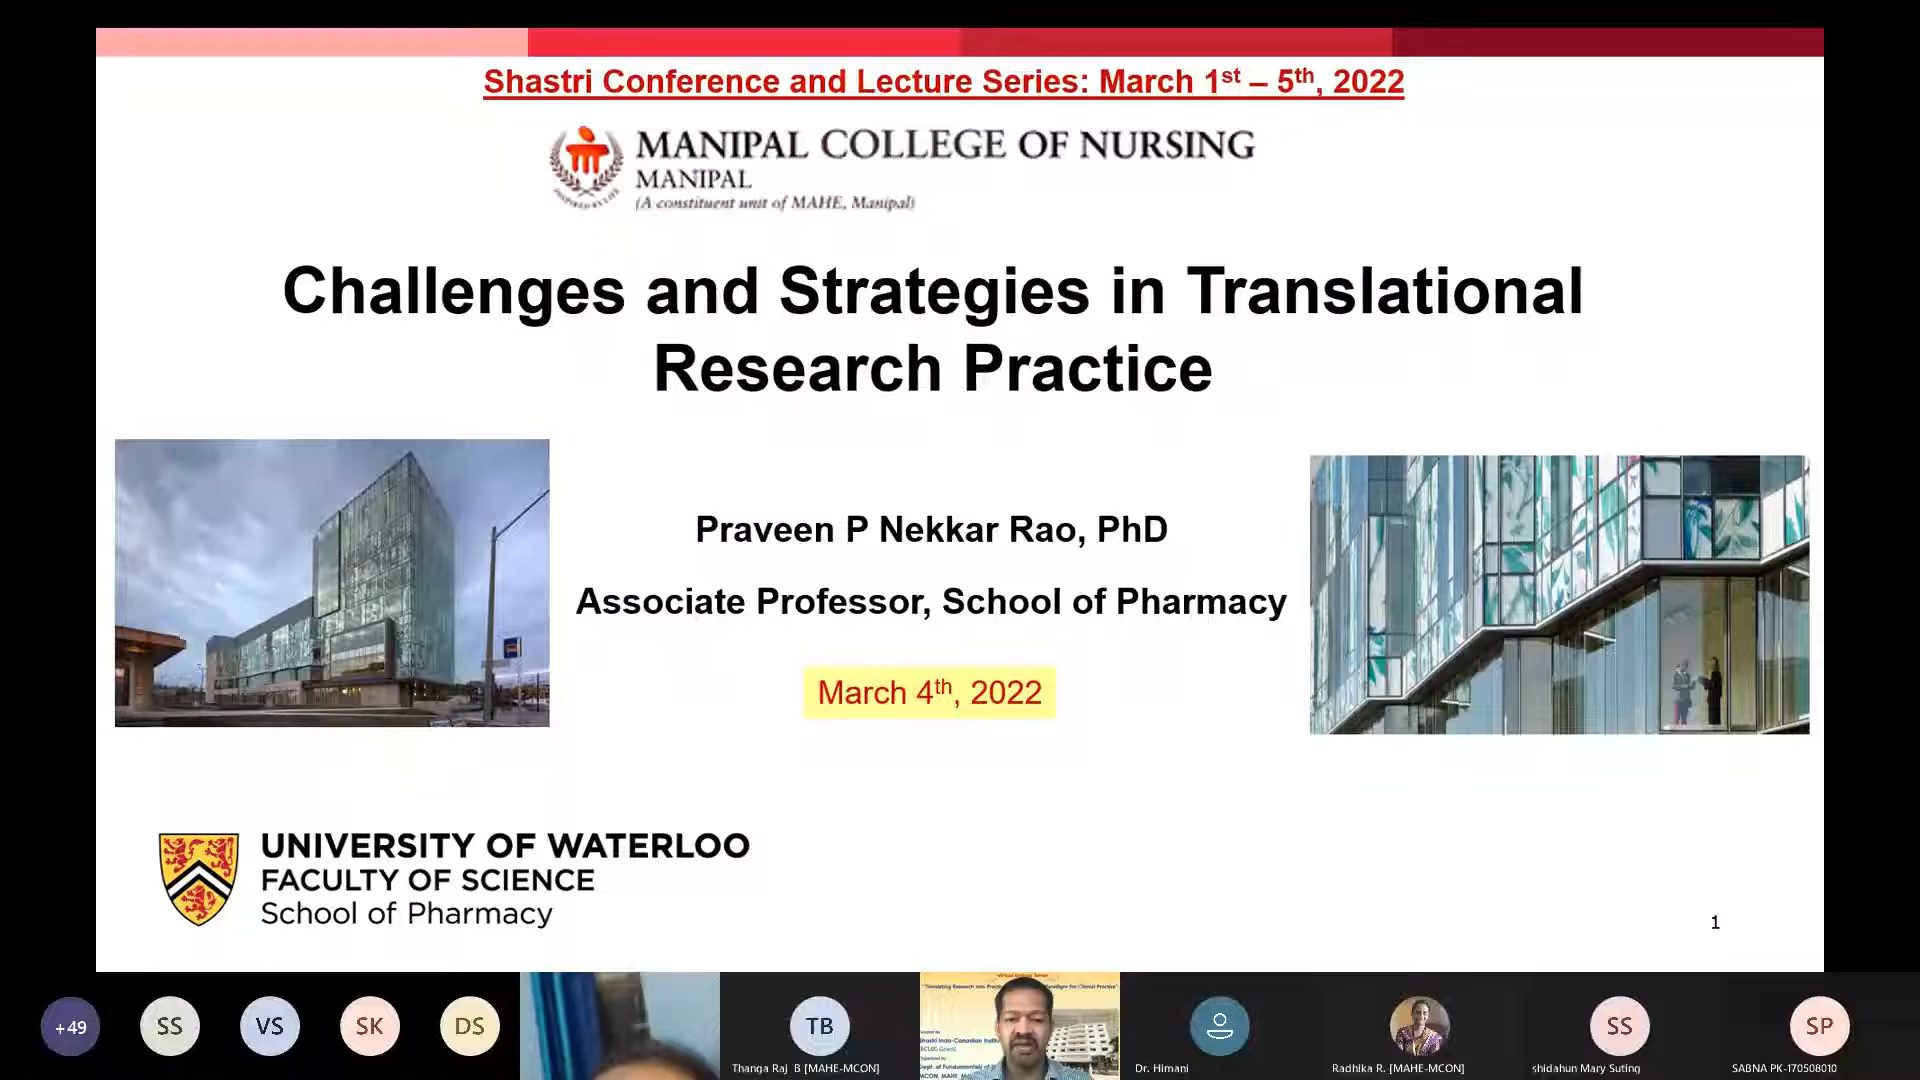 Shastri Conference and Lecture Series: March 1st – 5th, 2022
MANIPAL COLLEGE OF NURSING
MANIPAL
(A constituent unit of MAHE, Manipal)
Challenges and Strategies in Translational
Research Practice
Praveen P Nekkar Rao, PhD
Associate Professor, School of Pharmacy
March 4th, 2022
UNIVERSITY OF WATERLOO
FACULTY OF SCIENCE
School of Pharmacy
1
+49
SS
VS
SK
DS
TB
Thanga Raj B [MAHE-MCON]
Dr. Himani
Radhika R. [MAHE-MCON]
SS
shidahun Mary Suting
SP
SABNA PK-170508010